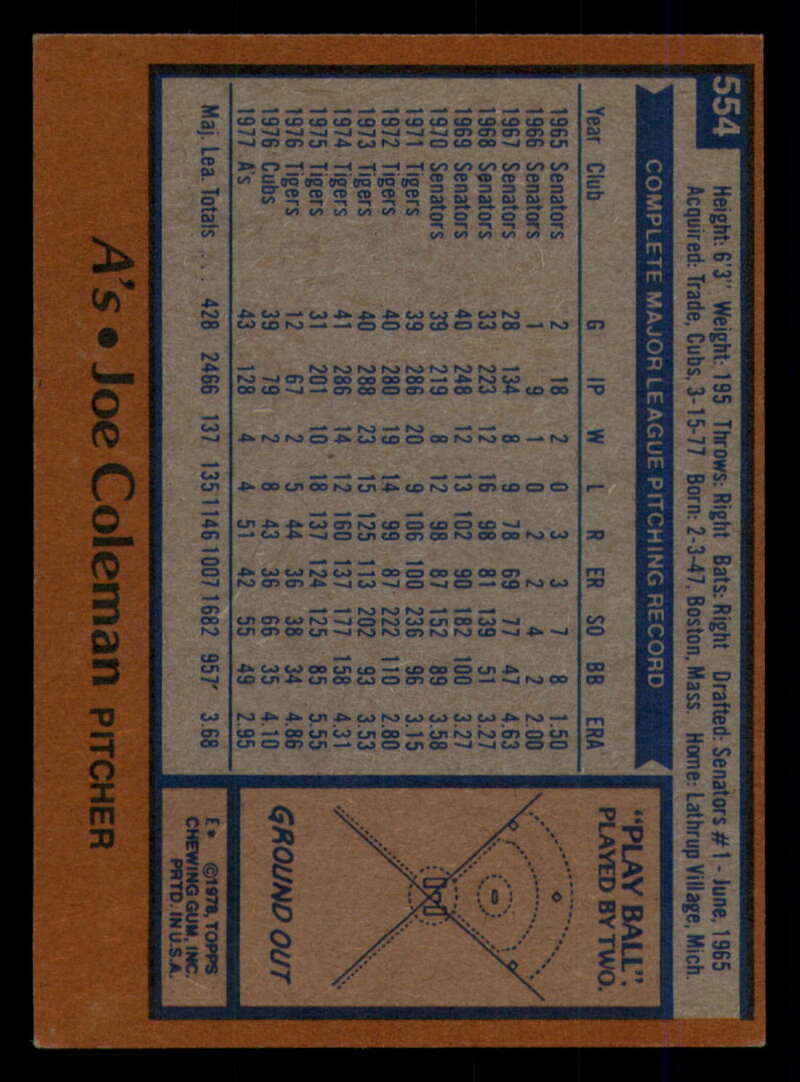 554
Height: 6'3" Weight: 195 Throws: Right Bats: Right Drafted: Senators #1 - June, 1965
Acquired: Trade, Cubs, 3-15-77 Born: 2-3-47, Boston, Mass. Home: Lathrup Village, Mich.
COMPLETE MAJOR LEAGUE PITCHING RECORD
Year Club G IP W L R ER SO BB ERA
1965 Senators 2 18 2 0 3 3 7 8 1.50
1966 Senators 1 9 1 0 2 2 4 2 2.00
1967 Senators 28 134 8 9 78 69 77 47 4.63
1968 Senators 33 223 12 16 98 81 139 51 3.27
1969 Senators 40 248 12 13 102 90 182 100 3.27
1970 Senators 39 219 8 12 98 87 152 89 3.58
1971 Tigers 39 286 20 9 106 100 236 96 3.15
1972 Tigers 40 280 19 14 99 87 222 110 2.80
1973 Tigers 40 288 23 15 125 113 202 93 3.53
1974 Tigers 41 286 14 12 160 137 177 158 4.31
1975 Tigers 31 201 10 18 137 124 125 85 5.55
1976 Tigers 12 67 2 5 44 36 38 34 4.86
1976 Cubs 39 79 2 8 43 36 66 35 4.10
1977 A's 43 128 4 4 51 42 55 49 2.95
Maj. Lea. Totals ... 428 2466 137 135 1146 1007 1682 957 3.68
"PLAY BALL"
PLAYED BY TWO.
GROUND OUT
E* ©1978, TOPPS
CHEWING GUM, INC.
PRTD. IN U.S.A.
A's • Joe Coleman PITCHER